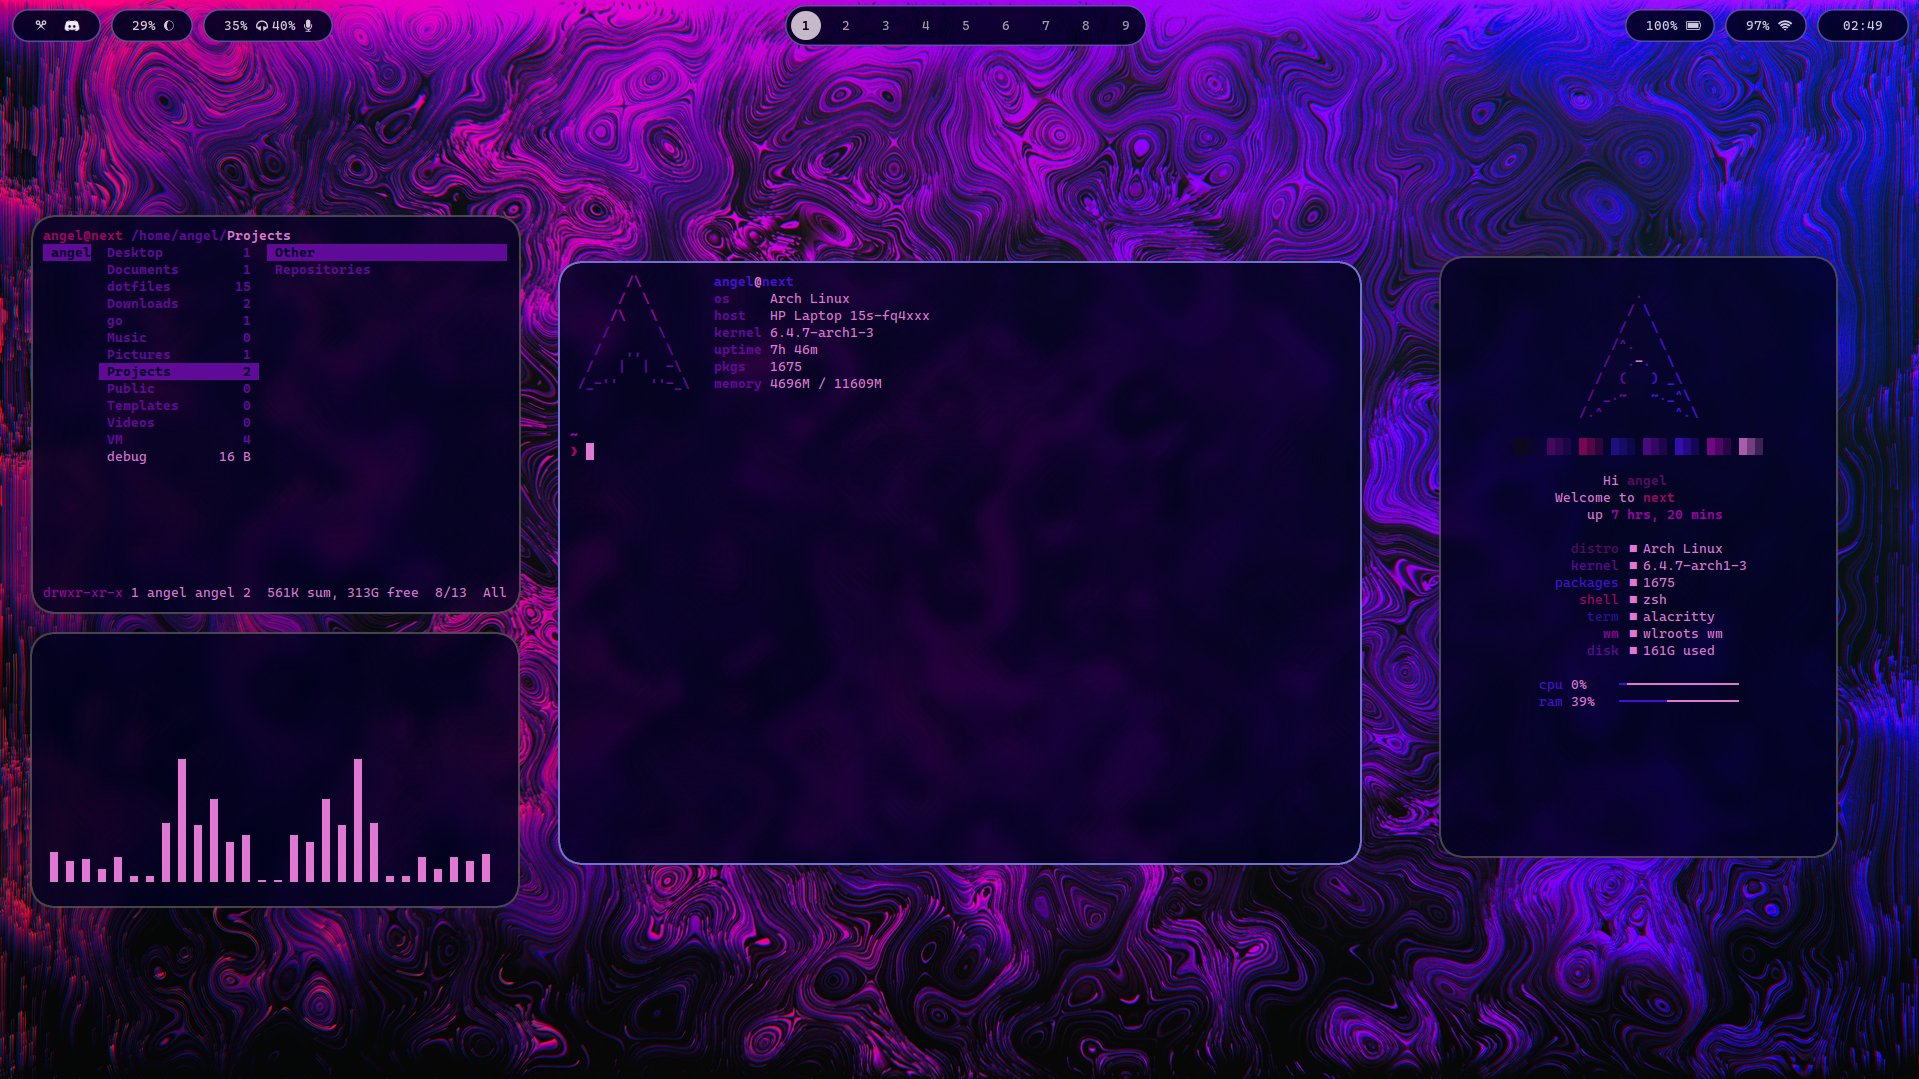 29% 35% 40% 1 2 3 4 5 6 7 8 9 100% 97% 02:49
angel@next /home/angel/Projects
angel Desktop 1 Other
Documents 1 Repositories
dotfiles 15
Downloads 2
go 1
Music 0
Pictures 1
Projects 2
Public 0
Templates 0
Videos 0
VM 4
debug 16 B
drwxr-xr-x 1 angel angel 2 561K sum, 313G free 8/13 All
angel@next
os Arch Linux
host HP Laptop 15s-fq4xxx
kernel 6.4.7-arch1-3
uptime 7h 46m
pkgs 1675
memory 4696M / 11609M
~
❯
Hi angel
Welcome to next
up 7 hrs, 20 mins
distro ■ Arch Linux
kernel ■ 6.4.7-arch1-3
packages ■ 1675
shell ■ zsh
term ■ alacritty
wm ■ wlroots wm
disk ■ 161G used
cpu 0%
ram 39%